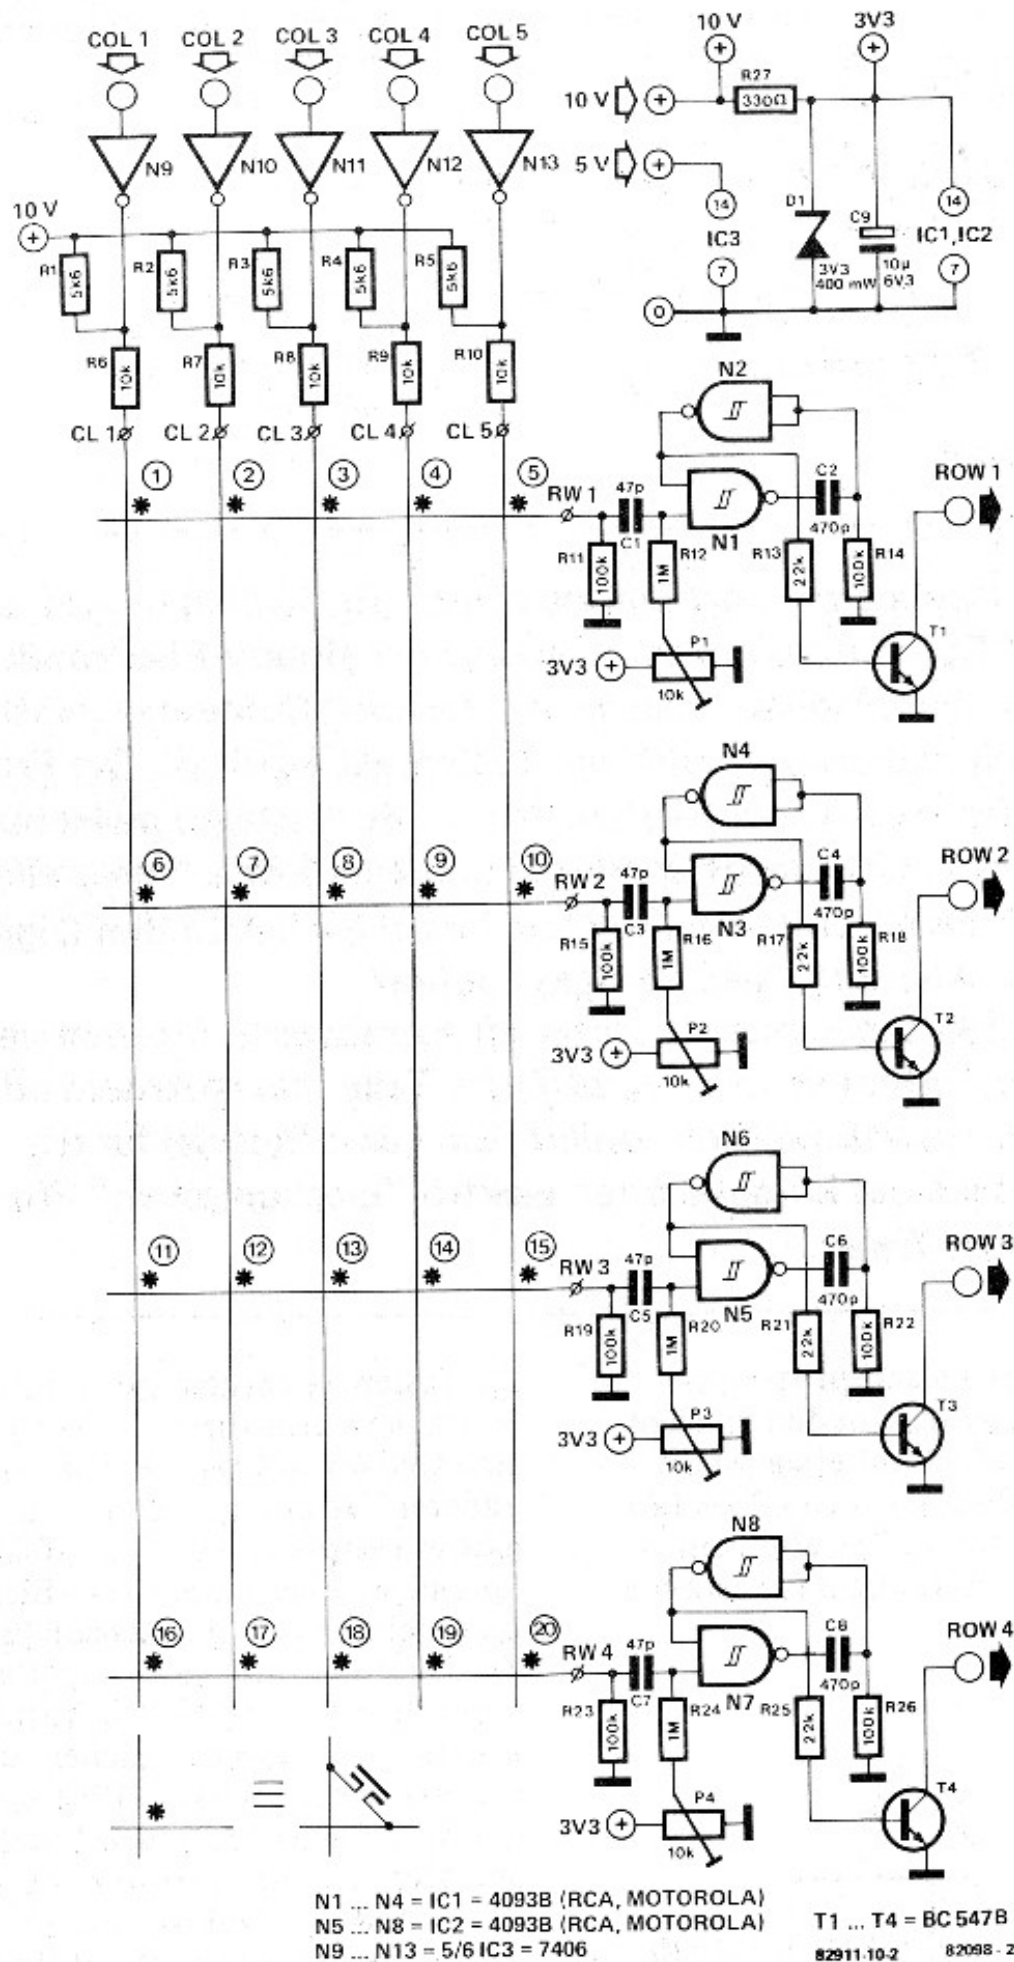 COL 1 COL 2 COL 3 COL 4 COL 5
10 V 3V3
R27
10 V 330Ω
5 V
N9 N10 N11 N12 N13
10 V
14 D1 C9 14
IC3 IC1,IC2
7 3V3 400 mW 10µ 6V3 7
0
R1 5k6 R2 5k6 R3 5k6 R4 5k6 R5 5k6
R6 10k R7 10k R8 10k R9 10k R10 10k
CL 1 CL 2 CL 3 CL 4 CL 5
N2
1 2 3 4 5
RW 1 47p C1 N1 C2 470p ROW 1
R11 100k R12 1M R13 22k R14 100k
T1
3V3 P1 10k
N4
6 7 8 9 10
RW 2 47p C3 N3 C4 470p ROW 2
R15 100k R16 1M R17 22k R18 100k
T2
3V3 P2 10k
N6
11 12 13 14 15
RW 3 47p C5 N5 C6 470p ROW 3
R19 100k R20 1M R21 22k R22 100k
T3
3V3 P3 10k
N8
16 17 18 19 20
RW 4 47p C7 N7 C8 470p ROW 4
R23 100k R24 1M R25 22k R26 100k
T4
3V3 P4 10k
N1 ... N4 = IC1 = 4093B (RCA, MOTOROLA)
N5 ... N8 = IC2 = 4093B (RCA, MOTOROLA)
N9 ... N13 = 5/6 IC3 = 7406
T1 ... T4 = BC 547B
82911-10-2 82098 - 2